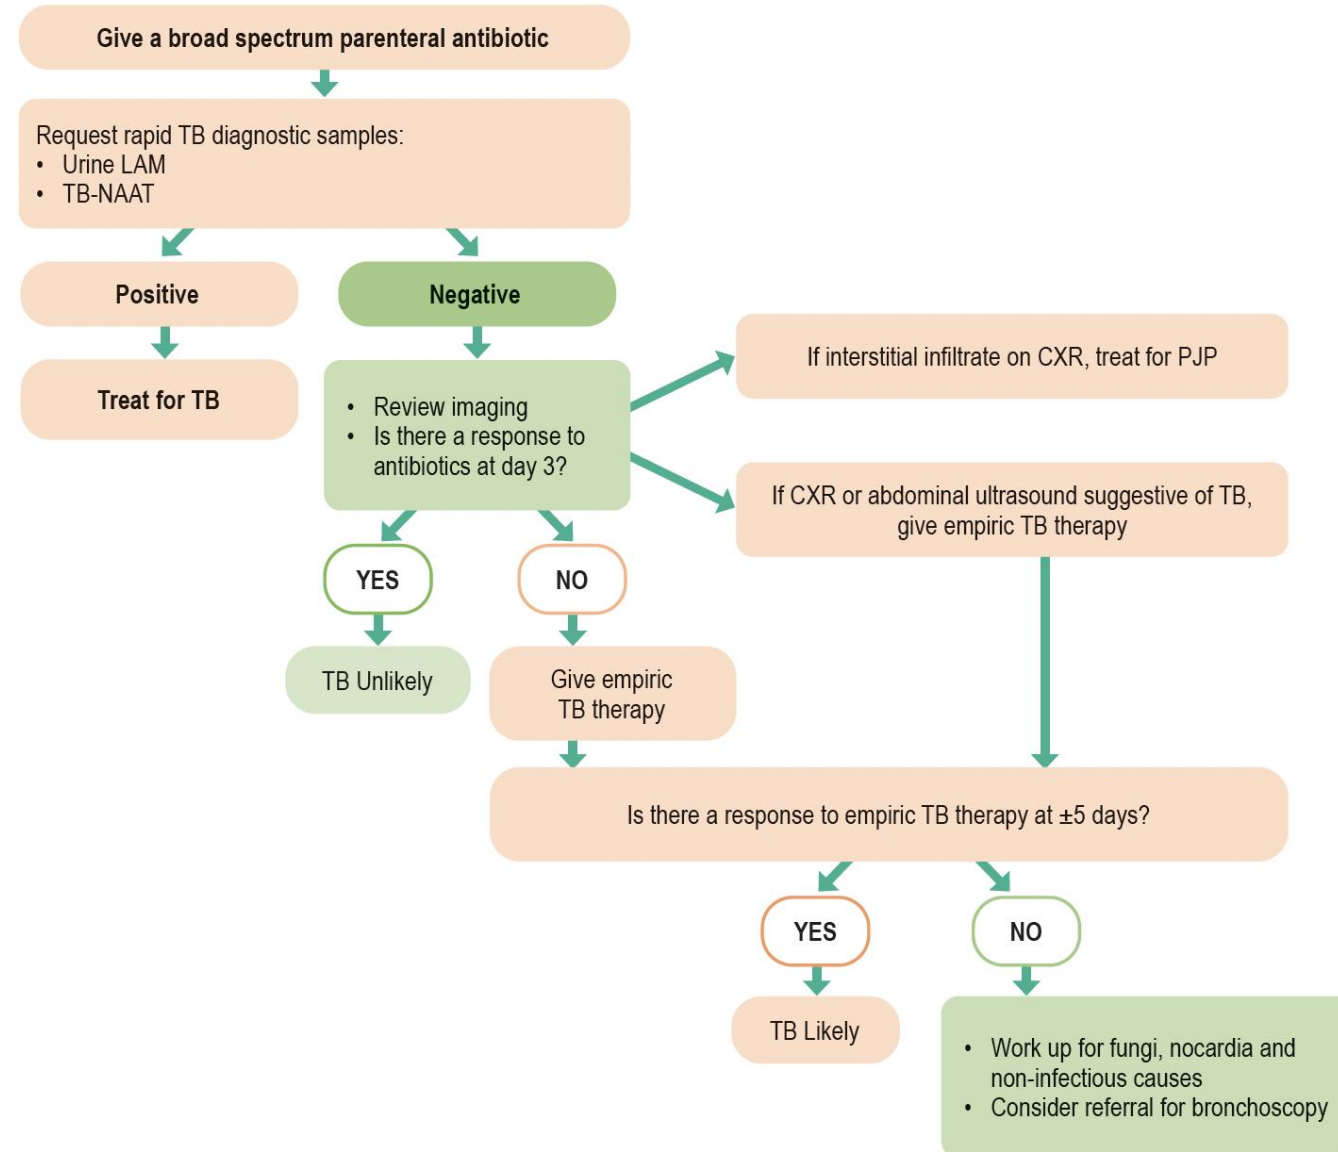 Give a broad spectrum parenteral antibiotic
Request rapid TB diagnostic samples:
• Urine LAM
• TB-NAAT
Positive
Negative
Treat for TB
• Review imaging
• Is there a response to
antibiotics at day 3?
If interstitial infiltrate on CXR, treat for PJP
If CXR or abdominal ultrasound suggestive of TB,
give empiric TB therapy
YES
NO
TB Unlikely
Give empiric
TB therapy
Is there a response to empiric TB therapy at ±5 days?
YES
NO
TB Likely
• Work up for fungi, nocardia and
non-infectious causes
• Consider referral for bronchoscopy